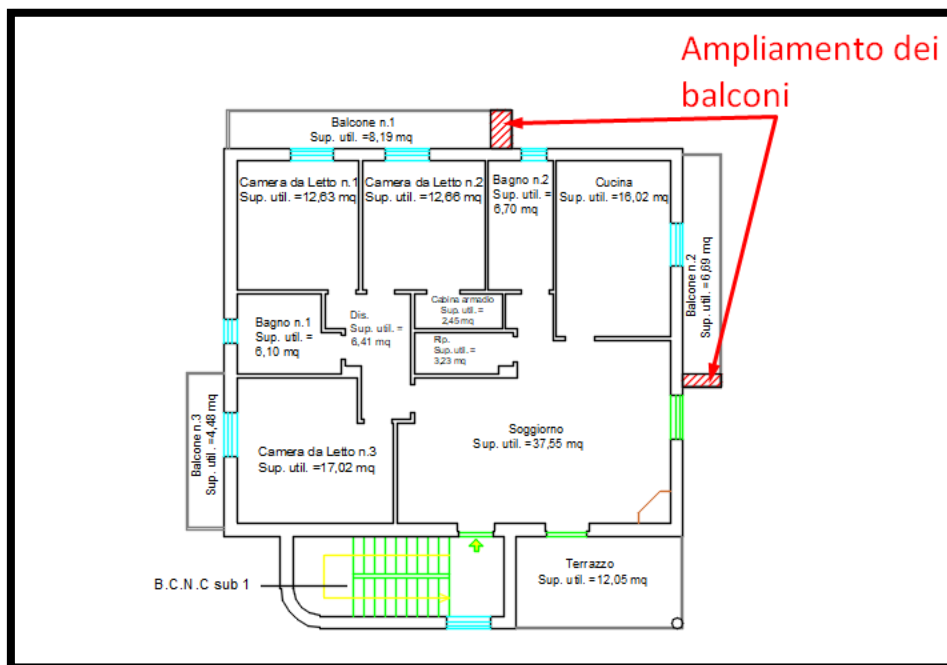 Ampliamento dei
balconi
Balcone n.1
Sup. util. =8,19 mq
Camera da Letto n.1
Sup. util. =12,63 mq
Camera da Letto n.2
Sup. util. =12,66 mq
Bagno n.2
Sup. util. =
6,70 mq
Cucina
Sup. util. =16,02 mq
Balcone n.2
Sup. util. =6,69 mq
Cabina armadio
Sup. util. =
2,45 mq
Dis.
Sup. util. =
6,41 mq
Bagno n.1
Sup. util. =
6,10 mq
Rp.
Sup. util. =
3,23 mq
Balcone n.3
Sup. util. =4,48 mq
Camera da Letto n.3
Sup. util. =17,02 mq
Soggiorno
Sup. util. =37,55 mq
B.C.N.C sub 1
Terrazzo
Sup. util. =12,05 mq